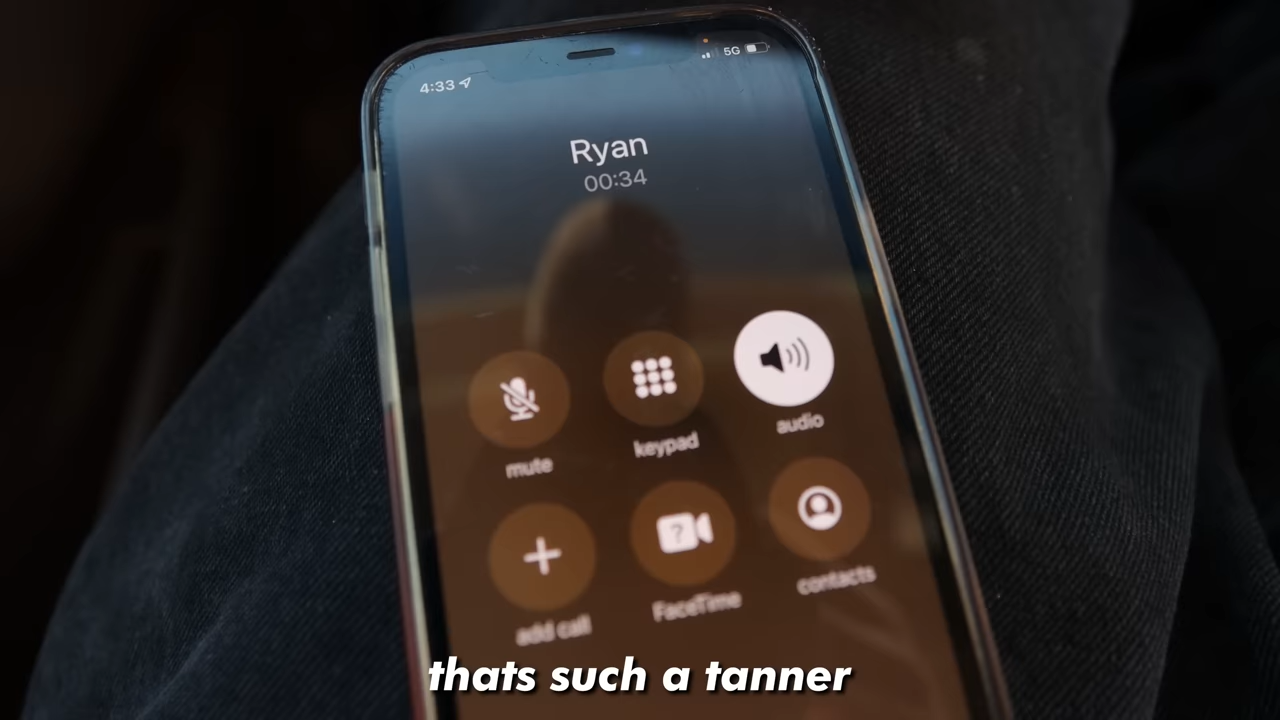 4:33
5G
Ryan
00:34
mute
keypad
audio
add call
FaceTime
contacts
thats such a tanner